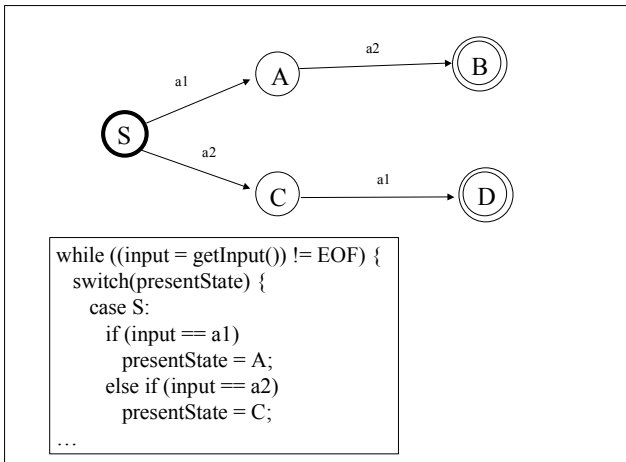 a1
A
a2
B
S
a2
C
a1
D
while ((input = getInput()) != EOF) {
switch(presentState) {
case S:
if (input == a1)
presentState = A;
else if (input == a2)
presentState = C;
…